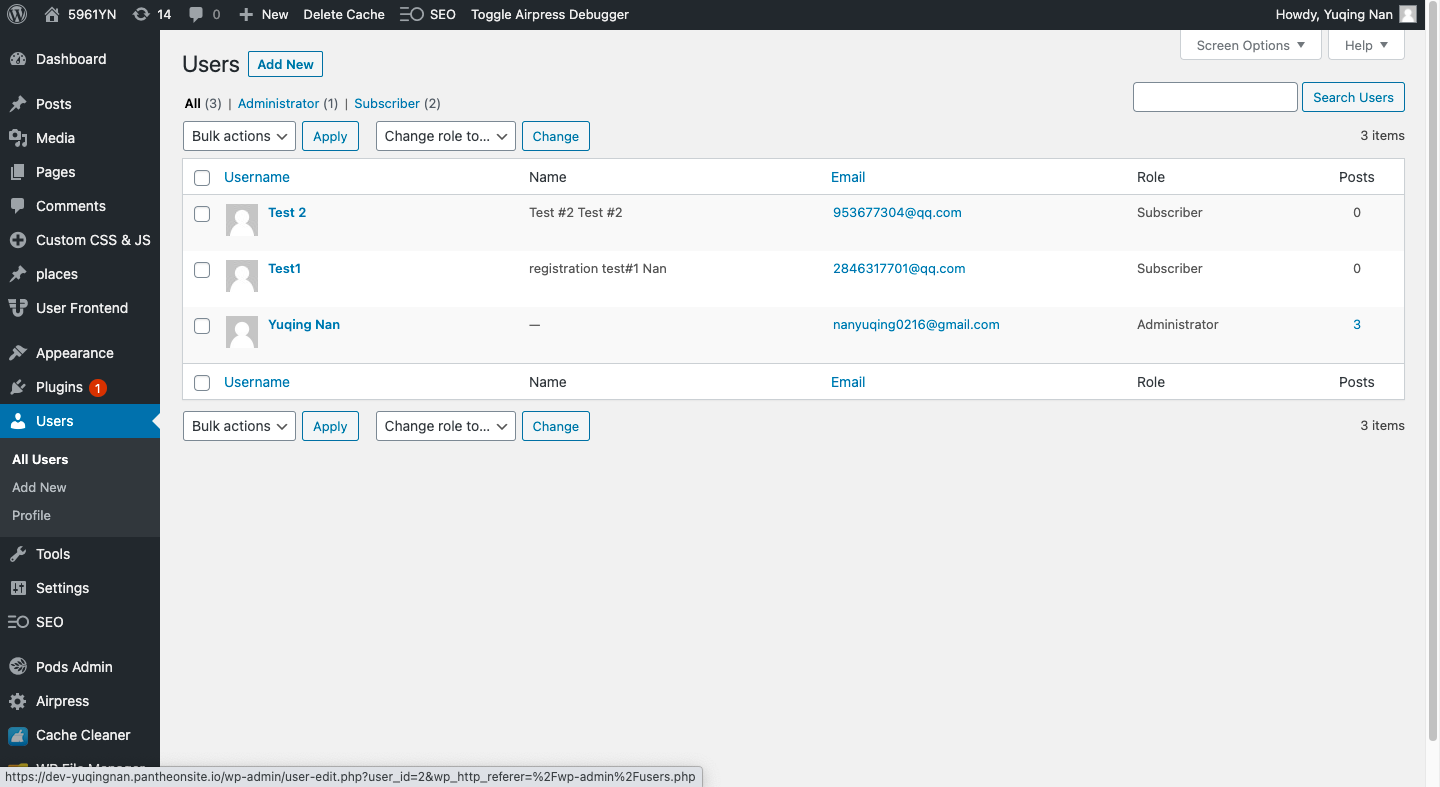 5961YN 14 0 New Delete Cache SEO Toggle Airpress Debugger Howdy, Yuqing Nan
Screen Options Help
Dashboard
Posts
Media
Pages
Comments
Custom CSS & JS
places
User Frontend
Appearance
Plugins 1
Users
All Users
Add New
Profile
Tools
Settings
SEO
Pods Admin
Airpress
Cache Cleaner
WP File Manager
Users Add New
All (3) | Administrator (1) | Subscriber (2)
Search Users
Bulk actions Apply Change role to... Change 3 items
Username Name Email Role Posts
Test 2 Test #2 Test #2 953677304@qq.com Subscriber 0
Test1 registration test#1 Nan 2846317701@qq.com Subscriber 0
Yuqing Nan — nanyuqing0216@gmail.com Administrator 3
Username Name Email Role Posts
Bulk actions Apply Change role to... Change 3 items
https://dev-yuqingnan.pantheonsite.io/wp-admin/user-edit.php?user_id=2&wp_http_referer=%2Fwp-admin%2Fusers.php